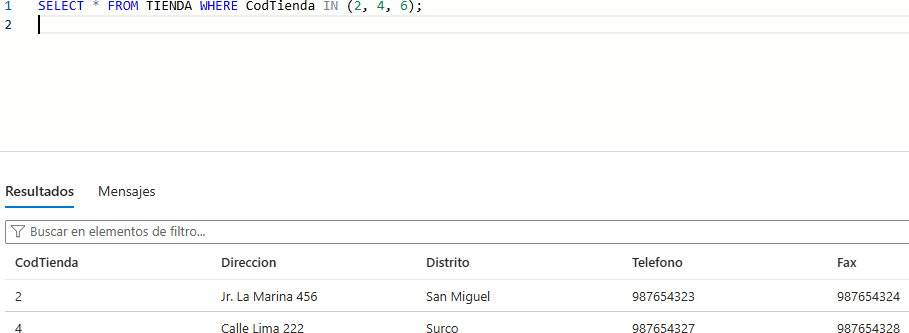 1 SELECT * FROM TIENDA WHERE CodTienda IN (2, 4, 6);
2
Resultados Mensajes
Buscar en elementos de filtro...
CodTienda Direccion Distrito Telefono Fax
2 Jr. La Marina 456 San Miguel 987654323 987654324
4 Calle Lima 222 Surco 987654327 987654328